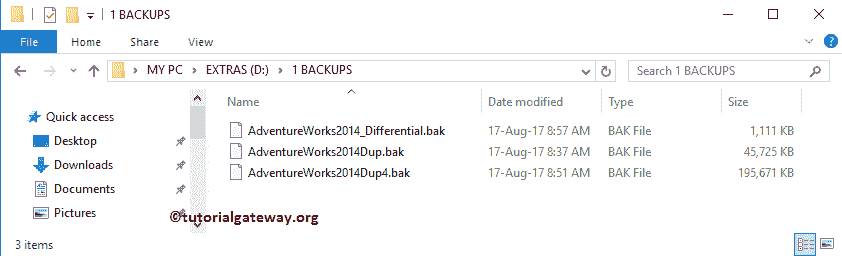 1 BACKUPS
File Home Share View
MY PC EXTRAS (D:) 1 BACKUPS Search 1 BACKUPS
Name Date modified Type Size
Quick access
Desktop
Downloads
Documents
Pictures
AdventureWorks2014_Differential.bak 17-Aug-17 8:57 AM BAK File 1,111 KB
AdventureWorks2014Dup.bak 17-Aug-17 8:37 AM BAK File 45,725 KB
AdventureWorks2014Dup4.bak 17-Aug-17 8:51 AM BAK File 195,671 KB
©tutorialgateway.org
3 items